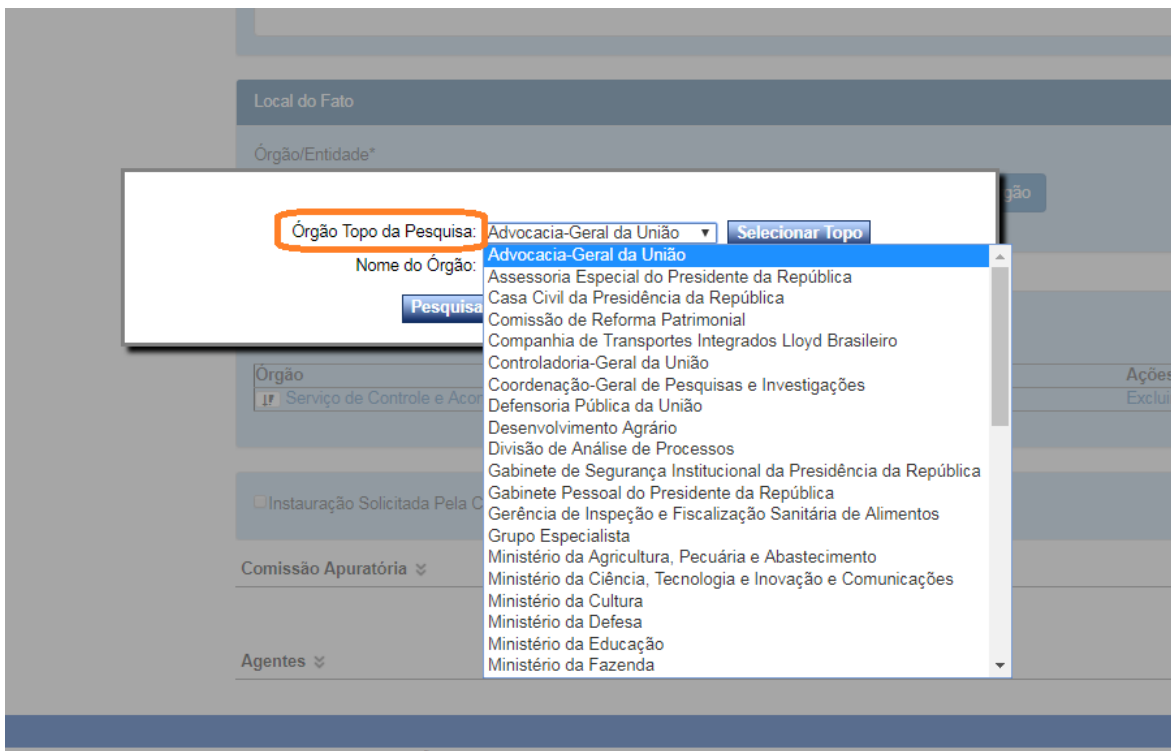 Local do Fato
Órgão/Entidade*
gão
Órgão Topo da Pesquisa: Advocacia-Geral da União Selecionar Topo
Nome do Órgão:
Pesquisa
Advocacia-Geral da União
Assessoria Especial do Presidente da República
Casa Civil da Presidência da República
Comissão de Reforma Patrimonial
Companhia de Transportes Integrados Lloyd Brasileiro
Controladoria-Geral da União
Coordenação-Geral de Pesquisas e Investigações
Defensoria Pública da União
Desenvolvimento Agrário
Divisão de Análise de Processos
Gabinete de Segurança Institucional da Presidência da República
Gabinete Pessoal do Presidente da República
Gerência de Inspeção e Fiscalização Sanitária de Alimentos
Grupo Especialista
Ministério da Agricultura, Pecuária e Abastecimento
Ministério da Ciência, Tecnologia e Inovação e Comunicações
Ministério da Cultura
Ministério da Defesa
Ministério da Educação
Ministério da Fazenda
Órgão Ações
Serviço de Controle e Acor Exclui
Instauração Solicitada Pela C
Comissão Apuratória
Agentes